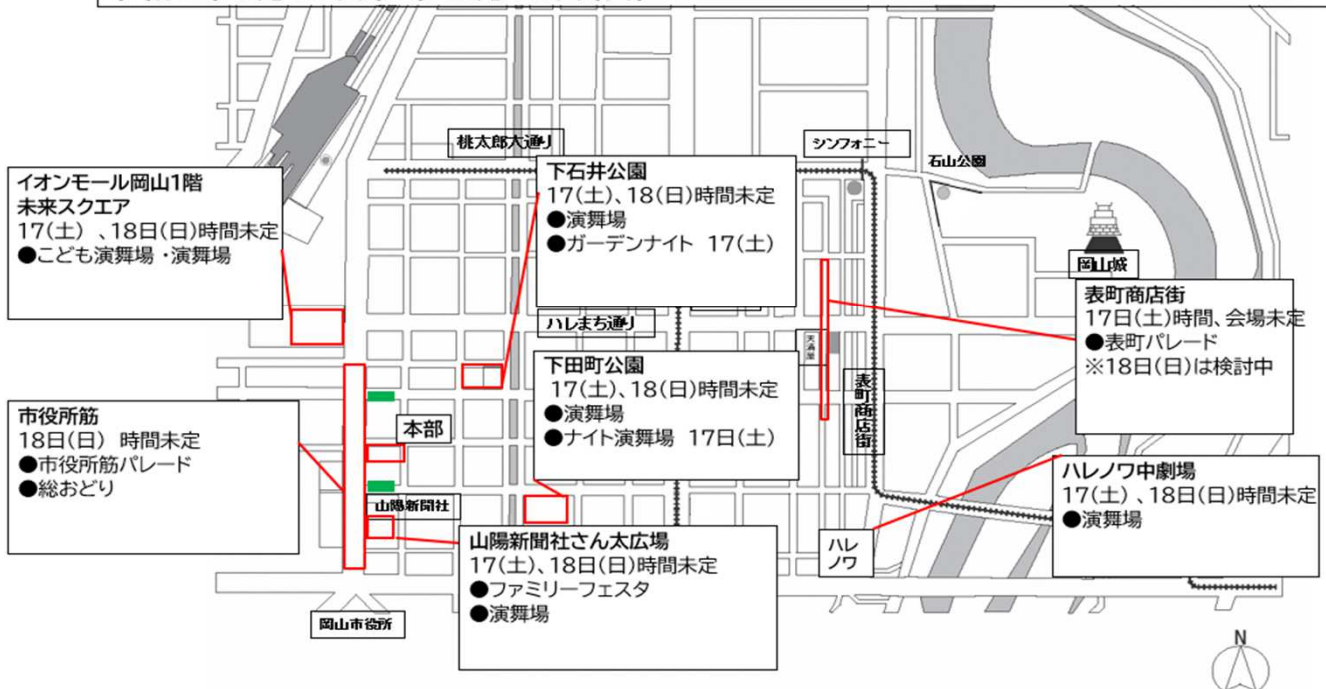 桃太郎大通り
シンフォニー
石山公園
イオンモール岡山1階
未来スクエア
17(土) 、18日(日)時間未定
●こども演舞場・演舞場
下石井公園
17(土)、18(日)時間未定
●演舞場
●ガーデンナイト 17(土)
岡山城
表町商店街
17日(土)時間、会場未定
●表町パレード
※18日(日)は検討中
ハレまち通り
天満屋
表町商店街
下田町公園
17(土)、18(日)時間未定
●演舞場
●ナイト演舞場 17日(土)
市役所筋
18日(日) 時間未定
●市役所筋パレード
●総おどり
本部
山陽新聞社
山陽新聞社さん太広場
17(土)、18日(日)時間未定
●ファミリーフェスタ
●演舞場
ハレ
ノワ
ハレノワ中劇場
17(土) 、18日(日)時間未定
●演舞場
岡山市役所
N